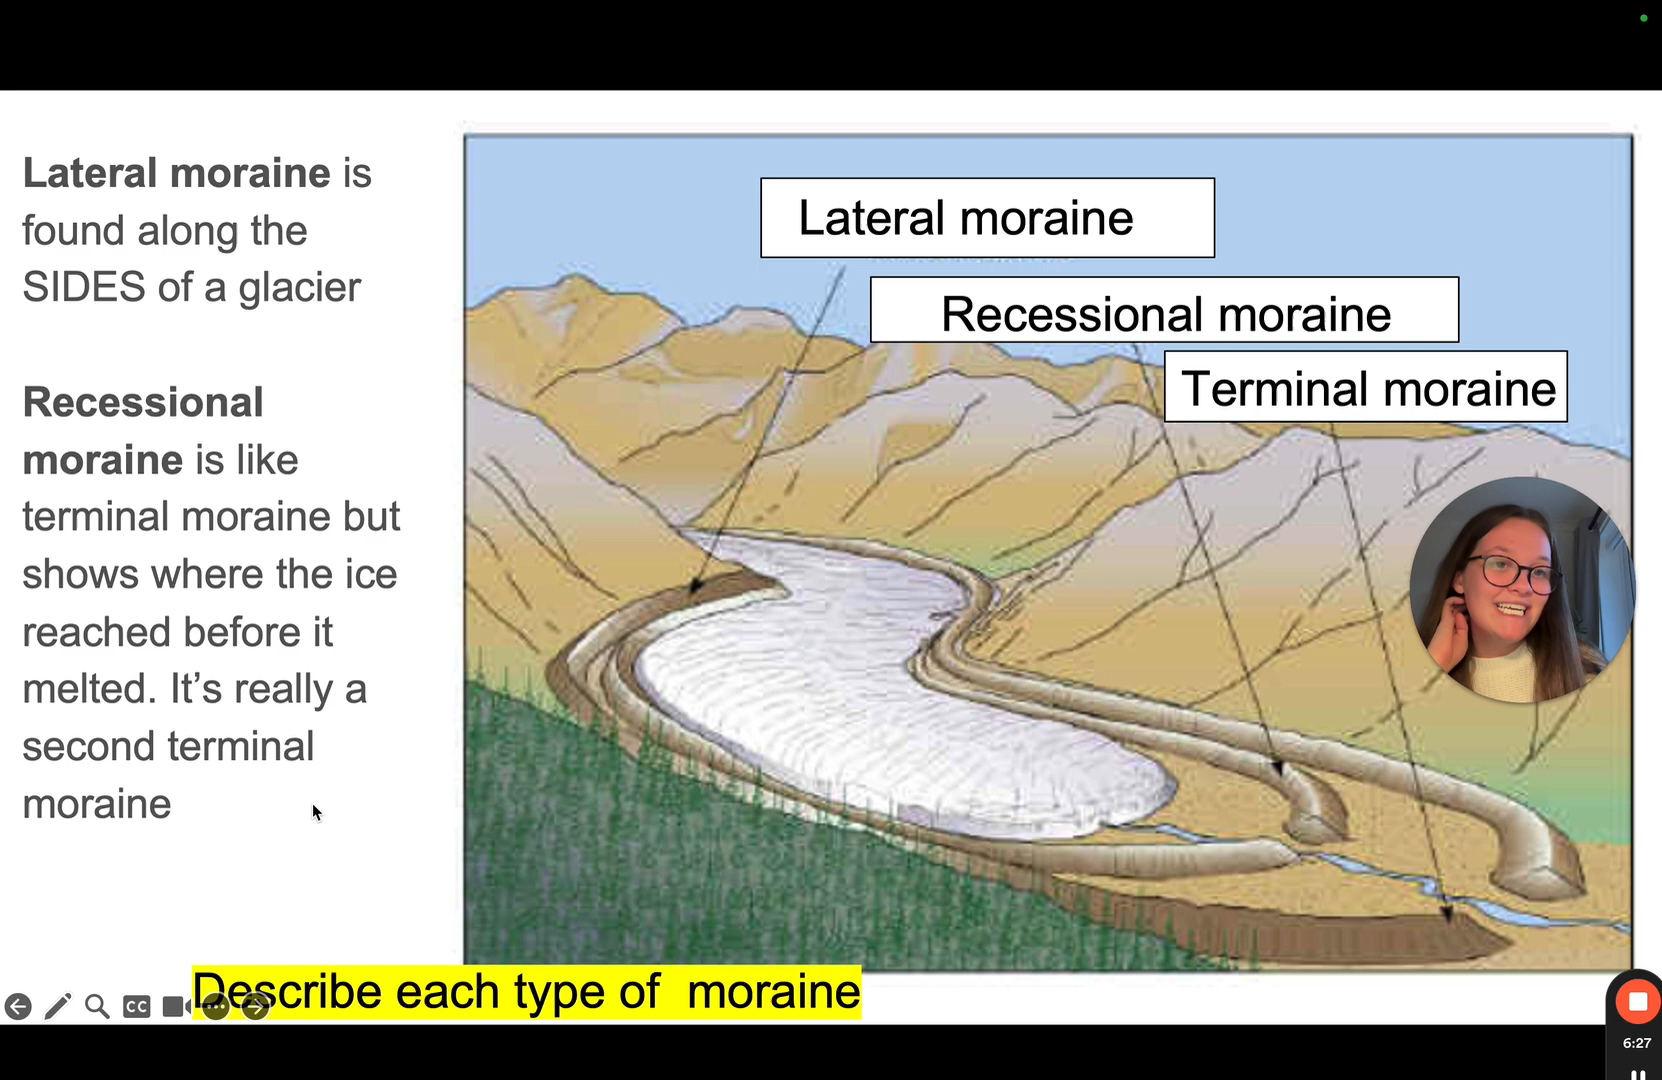 Lateral moraine is
found along the
SIDES of a glacier
Recessional
moraine is like
terminal moraine but
shows where the ice
reached before it
melted. It’s really a
second terminal
moraine
Lateral moraine
Recessional moraine
Terminal moraine
Describe each type of  moraine
CC
6:27